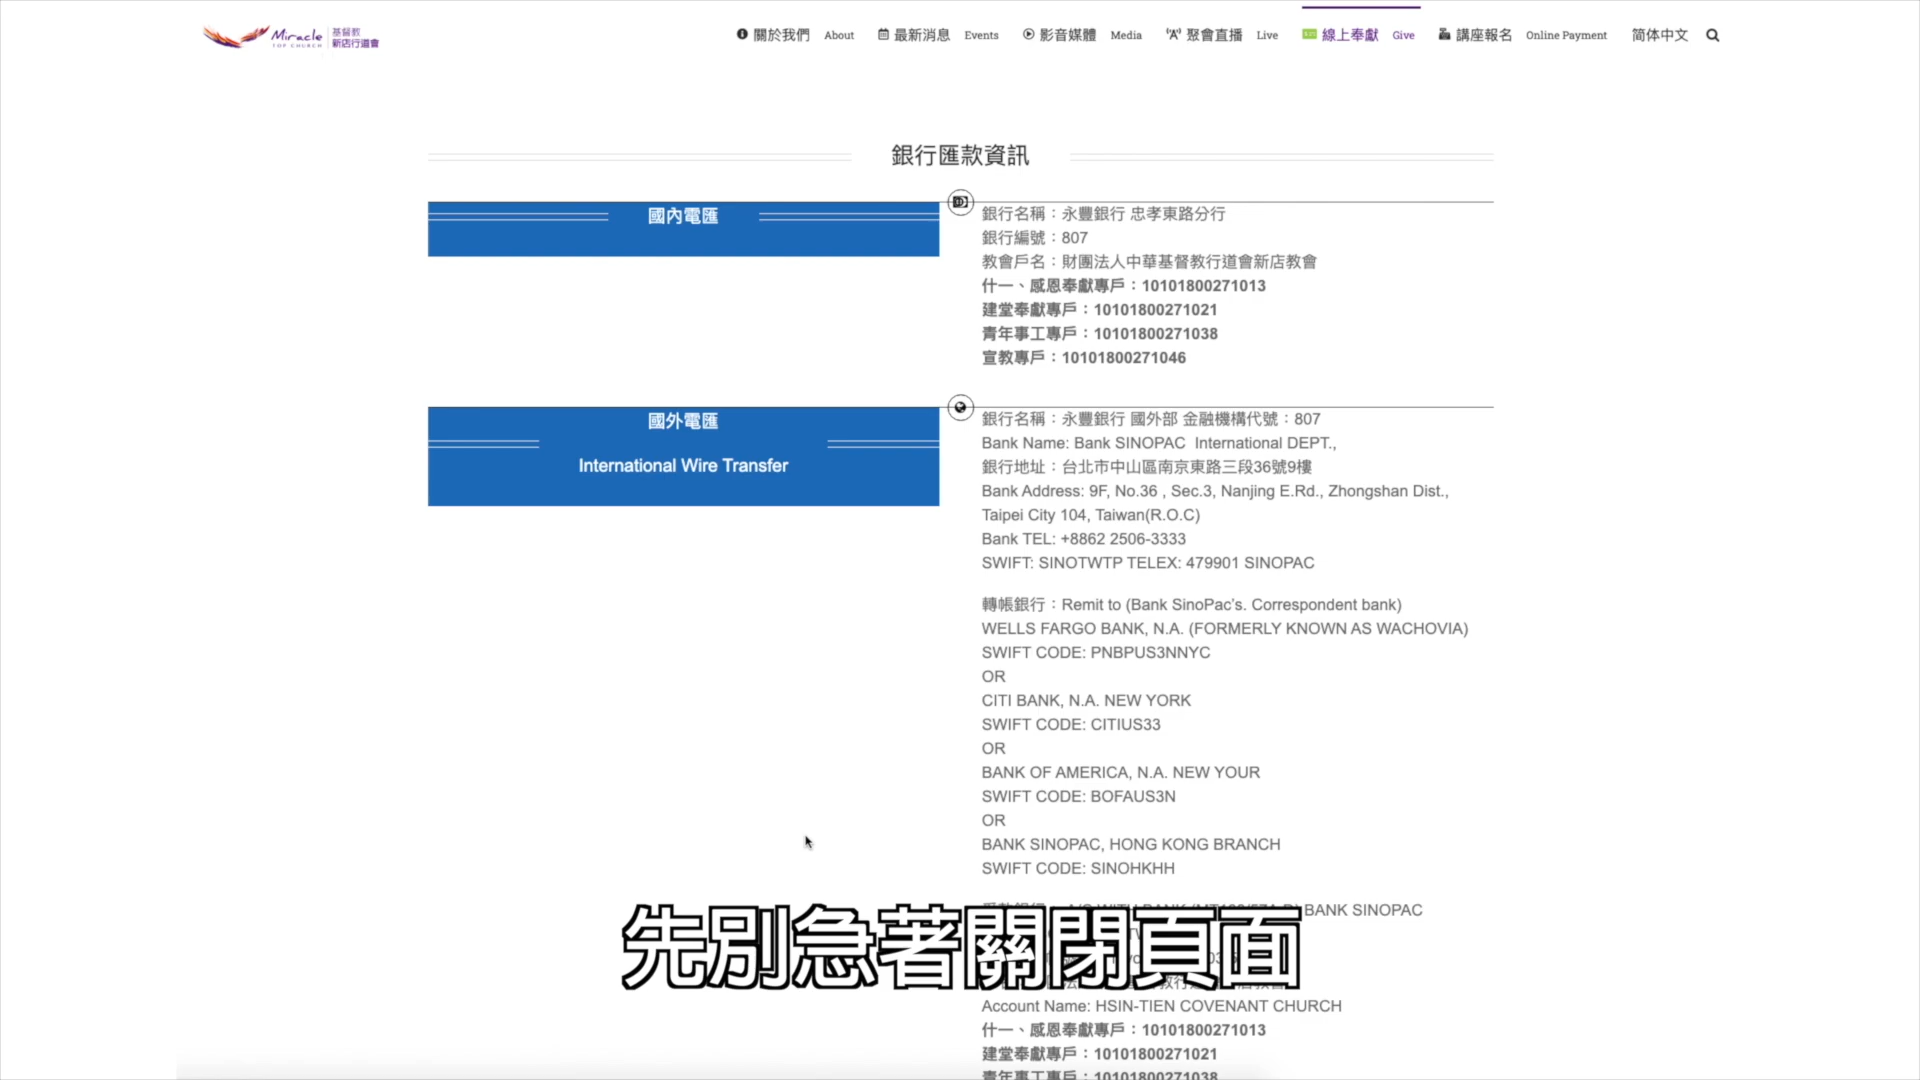 Miracle
TOP CHURCH
基督教
新店行道會
關於我們 About 最新消息 Events 影音媒體 Media 聚會直播 Live 線上奉獻 Give 講座報名 Online Payment 简体中文
銀行匯款資訊
國內電匯
銀行名稱：永豐銀行 忠孝東路分行
銀行編號：807
教會戶名：財團法人中華基督教行道會新店教會
什一、感恩奉獻專戶：10101800271013
建堂奉獻專戶：10101800271021
青年事工專戶：10101800271038
宣教專戶：10101800271046
國外電匯
International Wire Transfer
銀行名稱：永豐銀行 國外部 金融機構代號：807
Bank Name: Bank SINOPAC International DEPT.,
銀行地址：台北市中山區南京東路三段36號9樓
Bank Address: 9F, No.36 , Sec.3, Nanjing E.Rd., Zhongshan Dist.,
Taipei City 104, Taiwan(R.O.C)
Bank TEL: +8862 2506-3333
SWIFT: SINOTWTP TELEX: 479901 SINOPAC
轉帳銀行：Remit to (Bank SinoPac's. Correspondent bank)
WELLS FARGO BANK, N.A. (FORMERLY KNOWN AS WACHOVIA)
SWIFT CODE: PNBPUS3NNYC
OR
CITI BANK, N.A. NEW YORK
SWIFT CODE: CITIUS33
OR
BANK OF AMERICA, N.A. NEW YOUR
SWIFT CODE: BOFAUS3N
OR
BANK SINOPAC, HONG KONG BRANCH
SWIFT CODE: SINOHKHH
BANK SINOPAC
先別急著關閉頁面
Account Name: HSIN-TIEN COVENANT CHURCH
什一、感恩奉獻專戶：10101800271013
建堂奉獻專戶：10101800271021
青年事工專戶：10101800271038